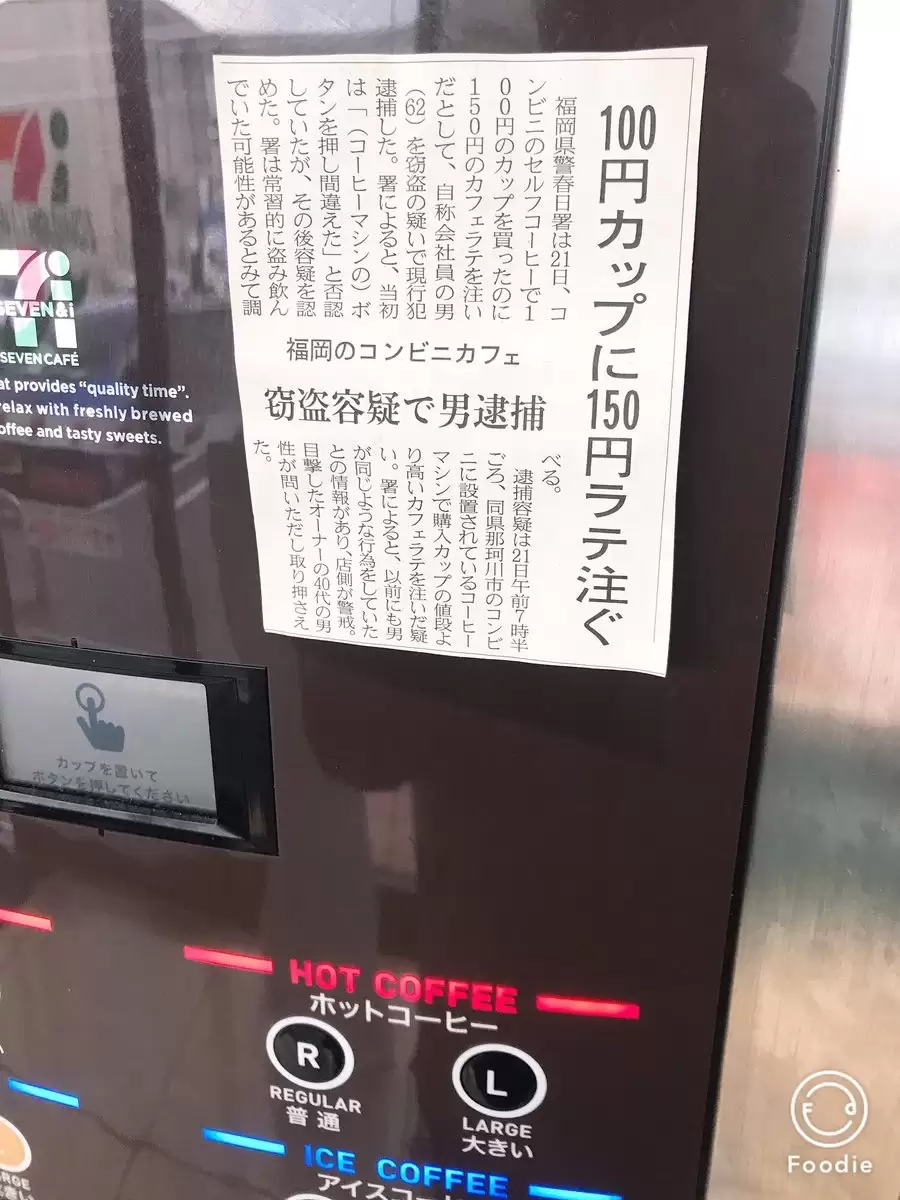 100円カップに150円ラテ注ぐ
福岡県警春日署は21日、コ
ンビニのセルフコーヒーで1
00円のカップを買ったのに
150円のカフェラテを注い
だとして、自称会社員の男
(62)を窃盗の疑いで現行犯
逮捕した。署によると、当初
は「(コーヒーマシンの)ボ
タンを押し間違えた」と否認
していたが、その後容疑を認
めた。署は常習的に盗み飲ん
でいた可能性があるとみて調
福岡のコンビニカフェ
窃盗容疑で男逮捕
べる。
逮捕容疑は21日午前7時半
ごろ、同県那珂川市のコンビ
ニに設置されているコーヒー
マシンで購入カップの値段よ
り高いカフェラテを注いだ疑
い。署によると、以前にも男
が同じような行為をしていた
との情報があり、店側が警戒。
目撃したオーナーの40代の男
性が問いただし取り押さえ
た。
SEVEN&i
SEVEN CAFÉ
at provides “quality time”.
relax with freshly brewed
offee and tasty sweets.
カップを置いて
ボタンを押してください
HOT COFFEE
ホットコーヒー
R
REGULAR
普通
L
LARGE
大きい
ICE COFFEE
アイスコーヒ
Foodie